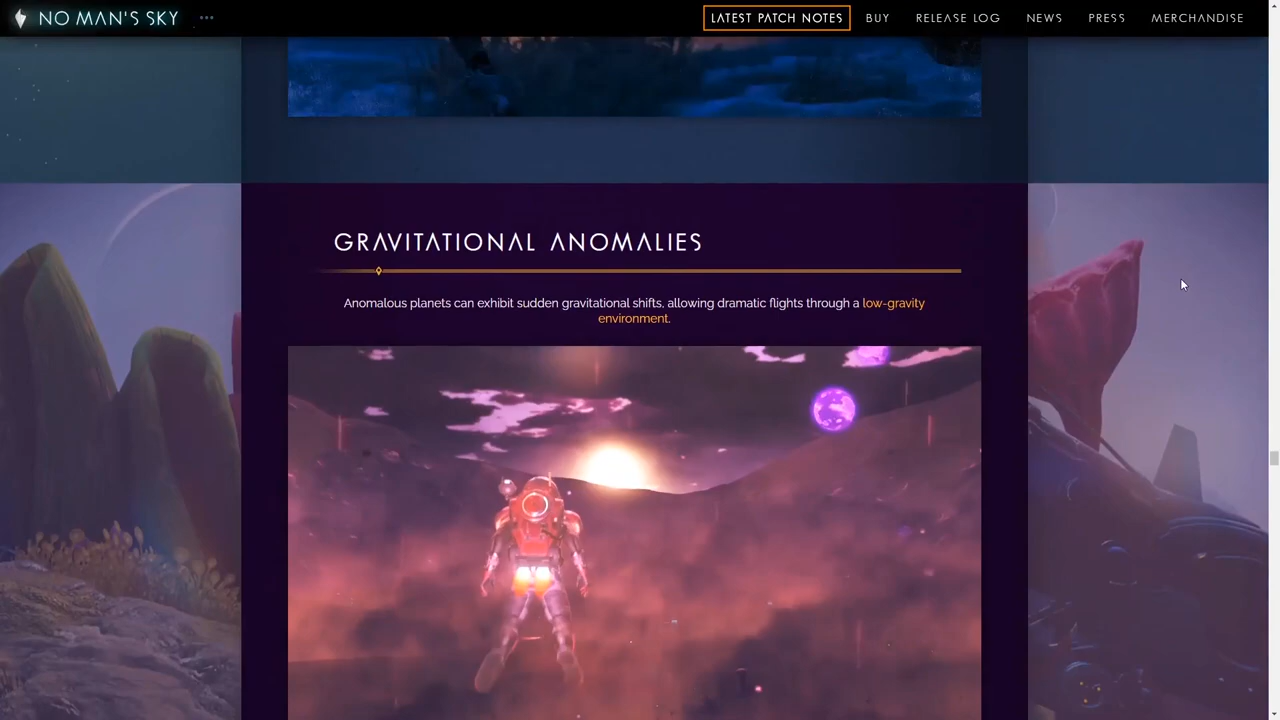 NO MAN'S SKY
LATEST PATCH NOTES BUY RELEASE LOG NEWS PRESS MERCHANDISE
GRAVITATIONAL ANOMALIES
Anomalous planets can exhibit sudden gravitational shifts, allowing dramatic flights through a low-gravity
environment.